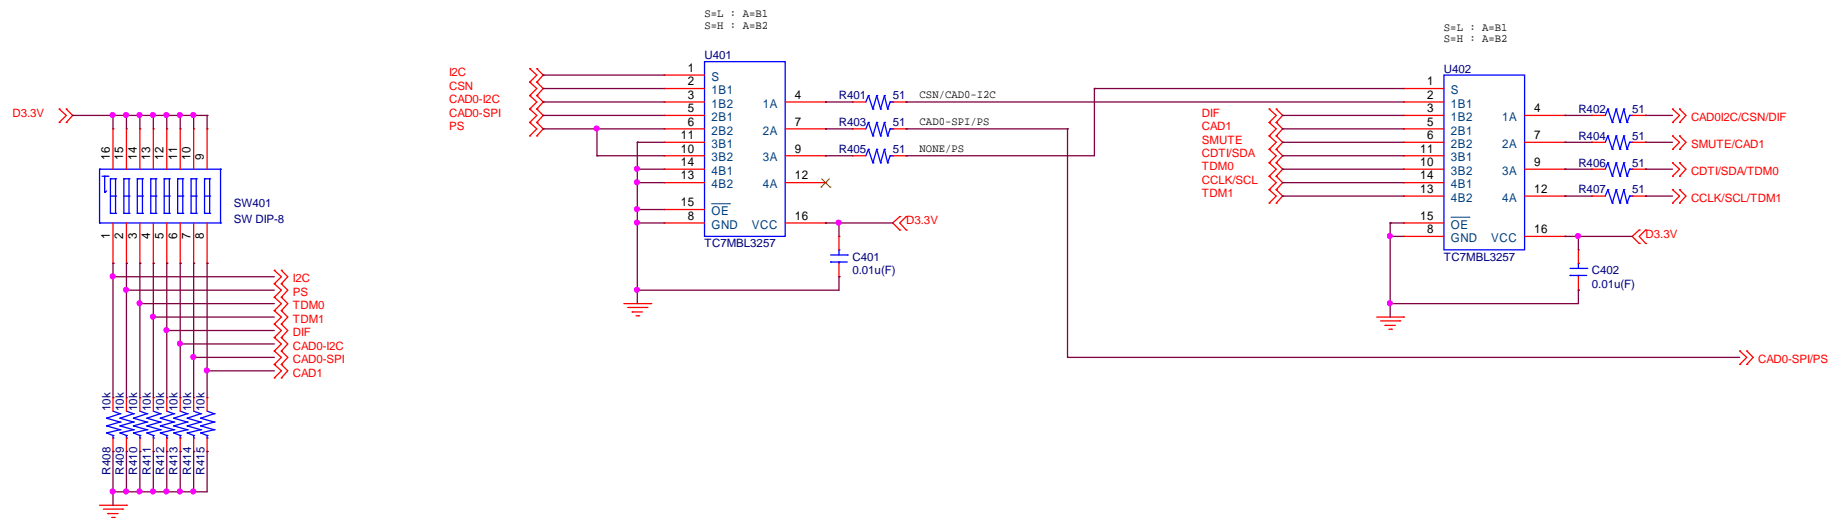 S=L : A=B1
S=H : A=B2
S=L : A=B1
S=H : A=B2
D3.3V
16
15
14
13
12
11
10
9
SW401
SW DIP-8
1
2
3
4
5
6
7
8
I2C
PS
TDM0
TDM1
DIF
CAD0-I2C
CAD0-SPI
CAD1
10k
10k
10k
10k
10k
10k
10k
10k
R408
R409
R410
R411
R412
R413
R414
R415
I2C
CSN
CAD0-I2C
CAD0-SPI
PS
U401
1 S
2 1B1
3 1B2
5 2B1
6 2B2
11 3B1
10 3B2
14 4B1
13 4B2
15 OE
8 GND
1A 4
2A 7
3A 9
4A 12
VCC 16
TC7MBL3257
R401 51 CSN/CAD0-I2C
R403 51 CAD0-SPI/PS
R405 51 NONE/PS
D3.3V
C401
0.01u(F)
DIF
CAD1
SMUTE
CDTI/SDA
TDM0
CCLK/SCL
TDM1
U402
1 S
2 1B1
3 1B2
5 2B1
6 2B2
11 3B1
10 3B2
14 4B1
13 4B2
15 OE
8 GND
1A 4
2A 7
3A 9
4A 12
VCC 16
TC7MBL3257
R402 51 CAD0I2C/CSN/DIF
R404 51 SMUTE/CAD1
R406 51 CDTI/SDA/TDM0
R407 51 CCLK/SCL/TDM1
D3.3V
C402
0.01u(F)
CAD0-SPI/PS